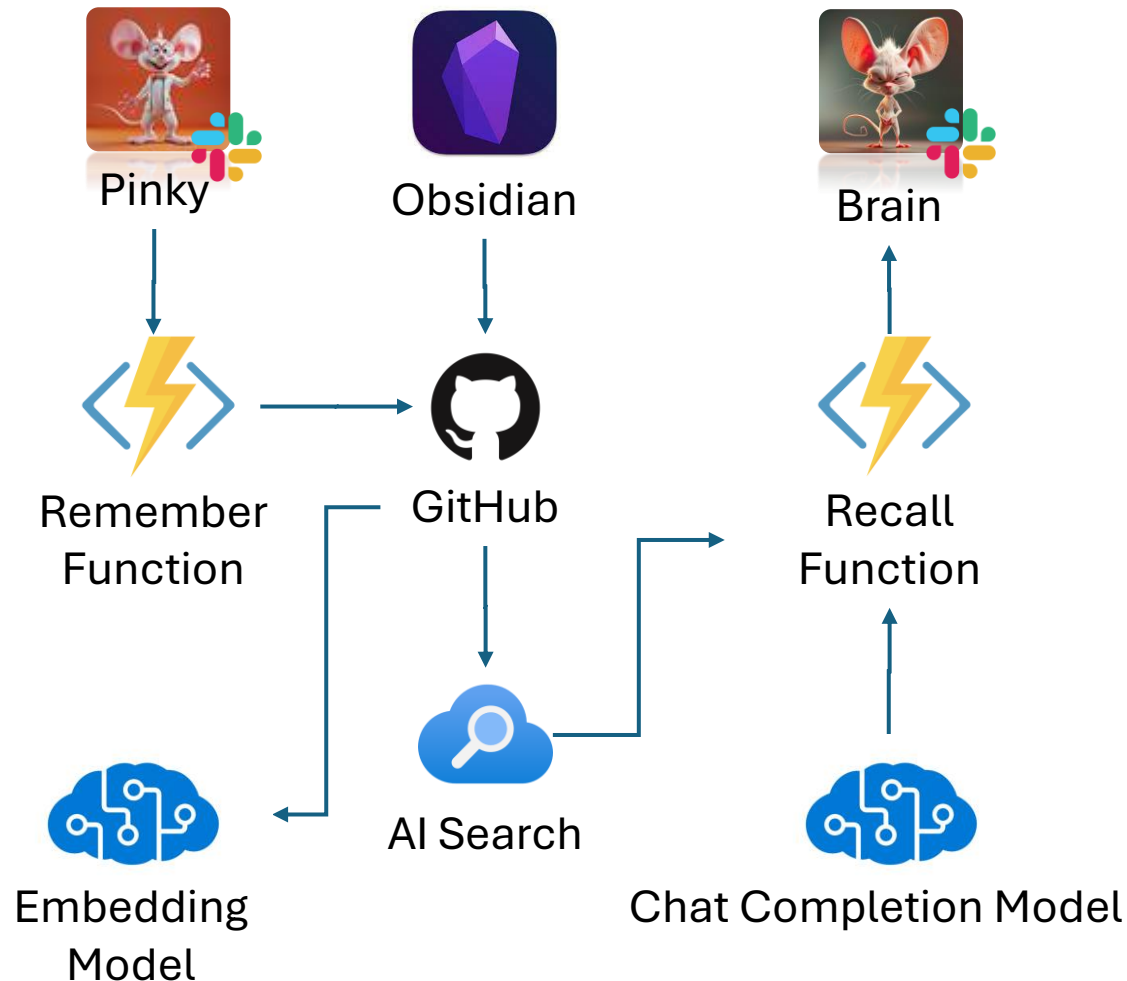 Pinky
Obsidian
Brain
Remember
Function
GitHub
Recall
Function
AI Search
Embedding
Model
Chat Completion Model